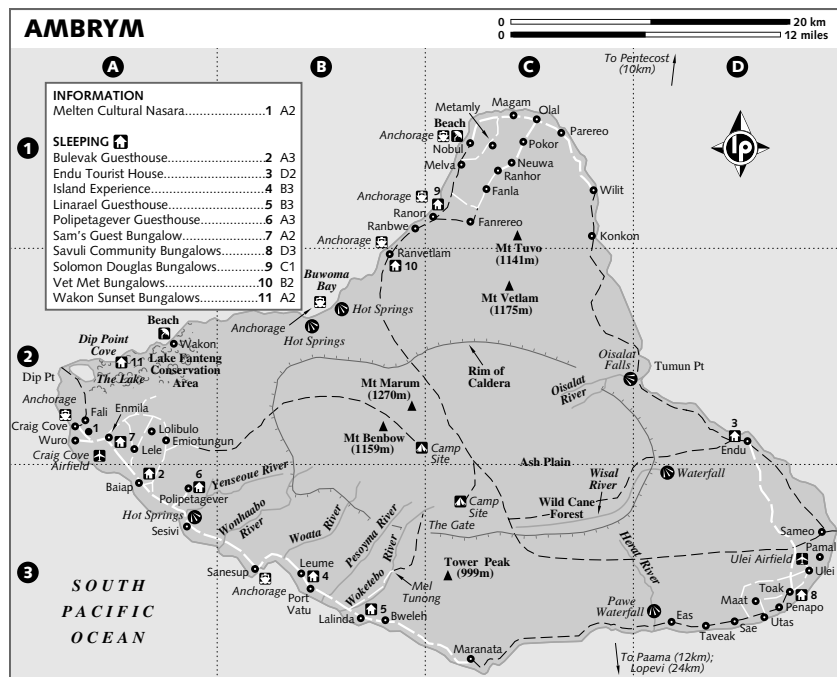 AMBRYM
0 20 km
0 12 miles
A
B
C
D
To Pentecost
(10km)
INFORMATION
Melten Cultural Nasara 1 A2
SLEEPING
Bulevak Guesthouse 2 A3
Endu Tourist House 3 D2
Island Experience 4 B3
Linarael Guesthouse 5 B3
Polipetagever Guesthouse 6 A3
Sam's Guest Bungalow 7 A2
Savuli Community Bungalows 8 D3
Solomon Douglas Bungalows 9 C1
Vet Met Bungalows 10 B2
Wakon Sunset Bungalows 11 A2
1
lp
Metamly
Magam
Olal
Beach
Anchorage
Nobul
Parereo
Pokor
Melva
Neuwa
Ranhor
Fanla
Wilit
Anchorage
9
Ranon
Ranbwe
Fanrereo
Konkon
Anchorage
Ranvetlam
10
Mt Tuvo
(1141m)
Buwoma
Bay
Mt Vetlam
(1175m)
Hot Springs
Anchorage
Hot Springs
Beach
Wakon
Dip Point
Cove
11
Lake Fanteng
Conservation
Area
2
The Lake
Dip Pt
Rim of
Caldera
Oisalat
Falls
Tumun Pt
Oisalat
River
Mt Marum
(1270m)
Mt Benbow
(1159m)
Anchorage
Fali
Enmila
Craig Cove
1
Wuro
7
Lolibulo
Emiotungun
Lele
Craig Cove
Airfield
Camp
Site
3
Endu
Ash Plain
Wisal
River
Waterfall
2
Baiap
6
Polipetagever
Yenseoue River
Hot Springs
Sesivi
Wonhaabo
River
Woata River
Pesoyma River
Woketebo River
Camp
Site
The Gate
Wild Cane
Forest
Herat River
Sameo
Pamal
Ulei Airfield
Ulei
3
SOUTH
PACIFIC
OCEAN
Sanesup
Anchorage
Leume
4
Port
Vatu
Mel
Tunong
Tower Peak
(999m)
Lalinda
5
Bweleh
Maranata
Pawe
Waterfall
Eas
Taveak
Sae
Utas
Maat
Toak
8
Penapo
To Paama (12km);
Lopevi (24km)